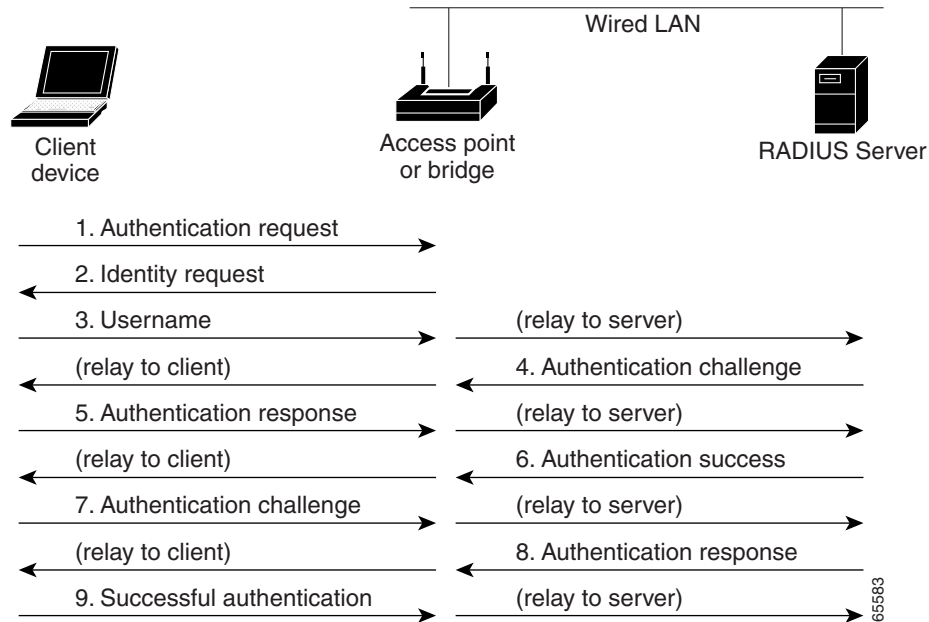 Wired LAN
Client
device
Access point
or bridge
RADIUS Server
1. Authentication request
2. Identity request
3. Username
(relay to server)
(relay to client)
4. Authentication challenge
5. Authentication response
(relay to server)
(relay to client)
6. Authentication success
7. Authentication challenge
(relay to server)
(relay to client)
8. Authentication response
9. Successful authentication
(relay to server)
65583